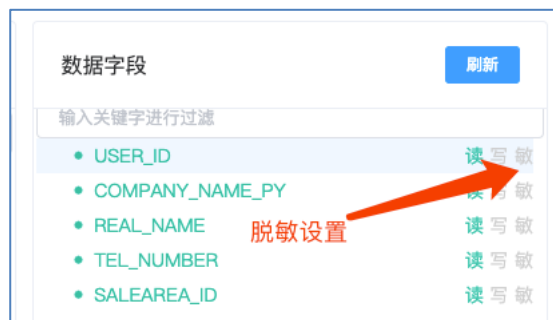 数据字段 刷新
输入关键字进行过滤
USER_ID 读 写 敏
COMPANY_NAME_PY 读 写 敏
REAL_NAME 读 写 敏
脱敏设置
TEL_NUMBER 读 写 敏
SALEAREA_ID 读 写 敏